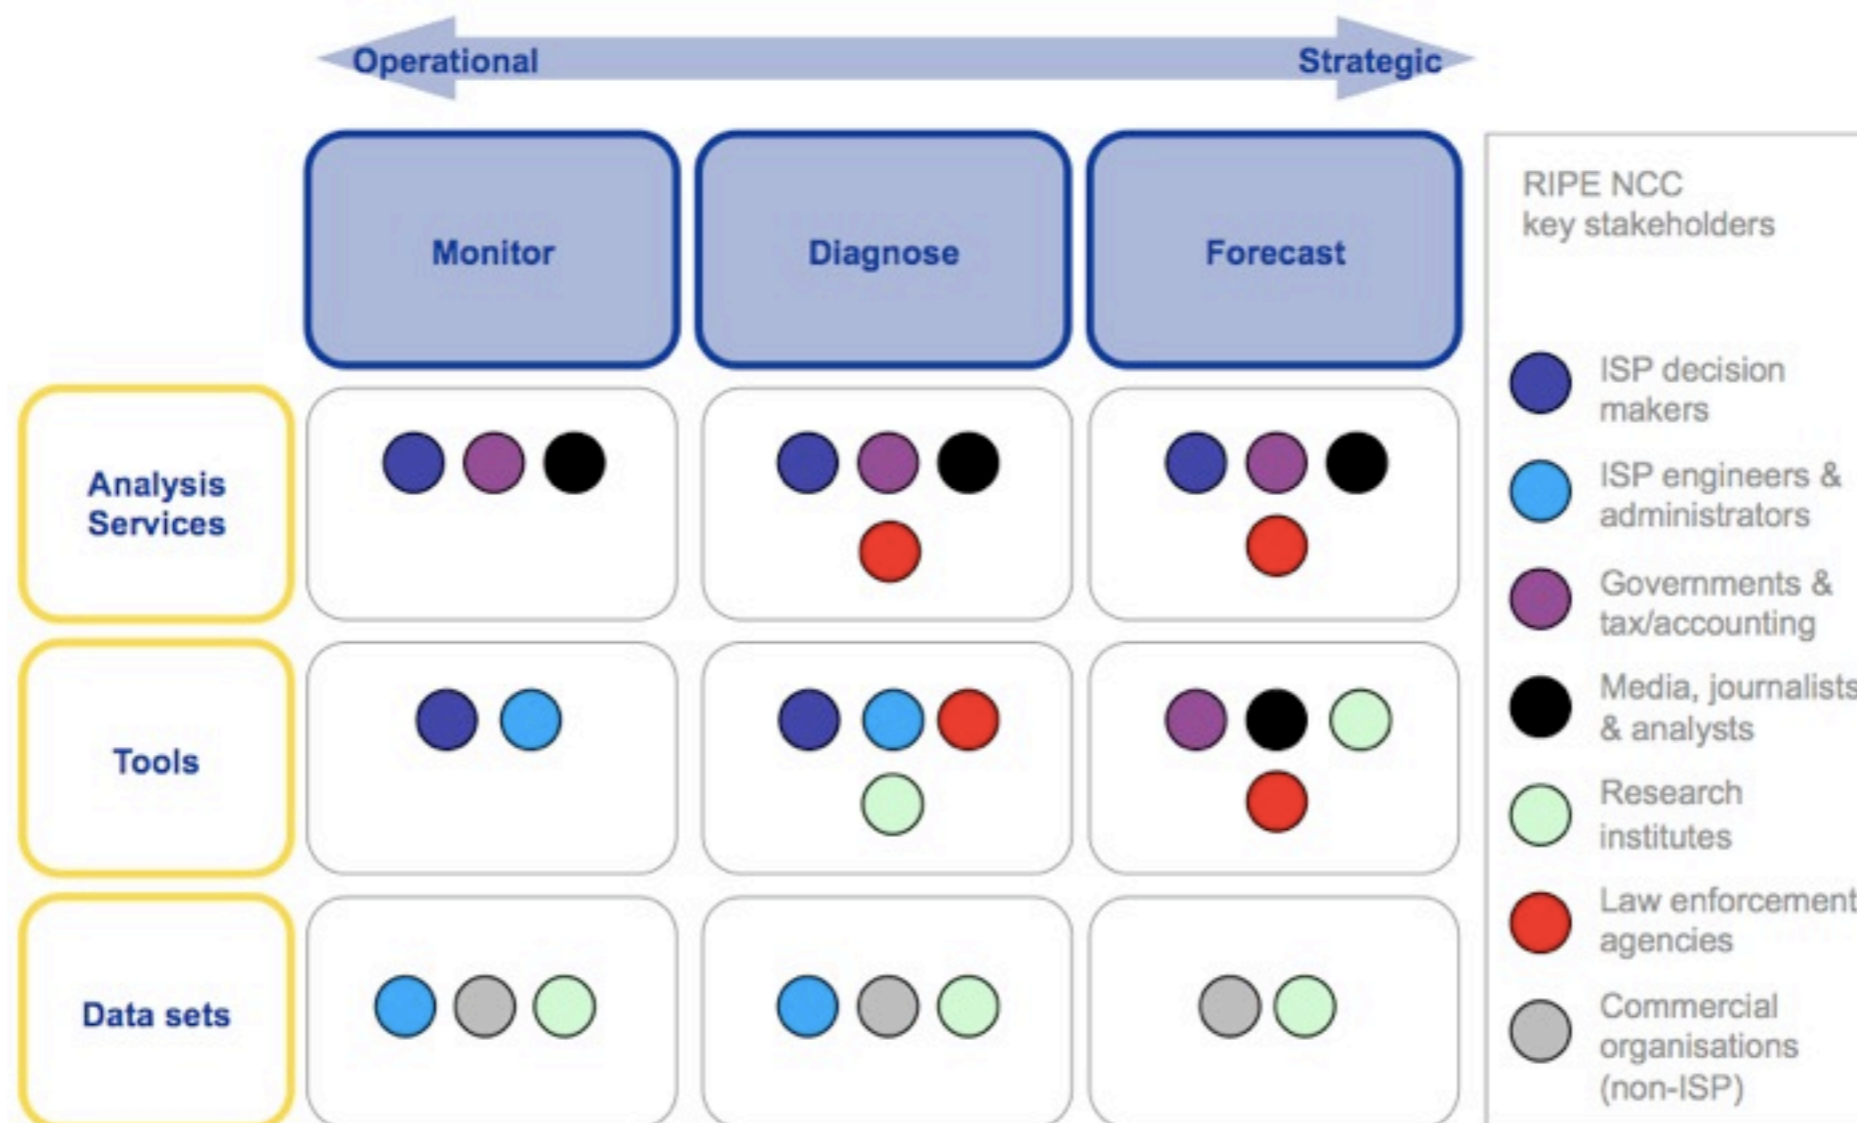 Operational
Strategic
Monitor
Diagnose
Forecast
RIPE NCC
key stakeholders
Analysis
Services
Tools
Data sets
ISP decision
makers
ISP engineers &
administrators
Governments &
tax/accounting
Media, journalists
& analysts
Research
institutes
Law enforcement
agencies
Commercial
organisations
(non-ISP)